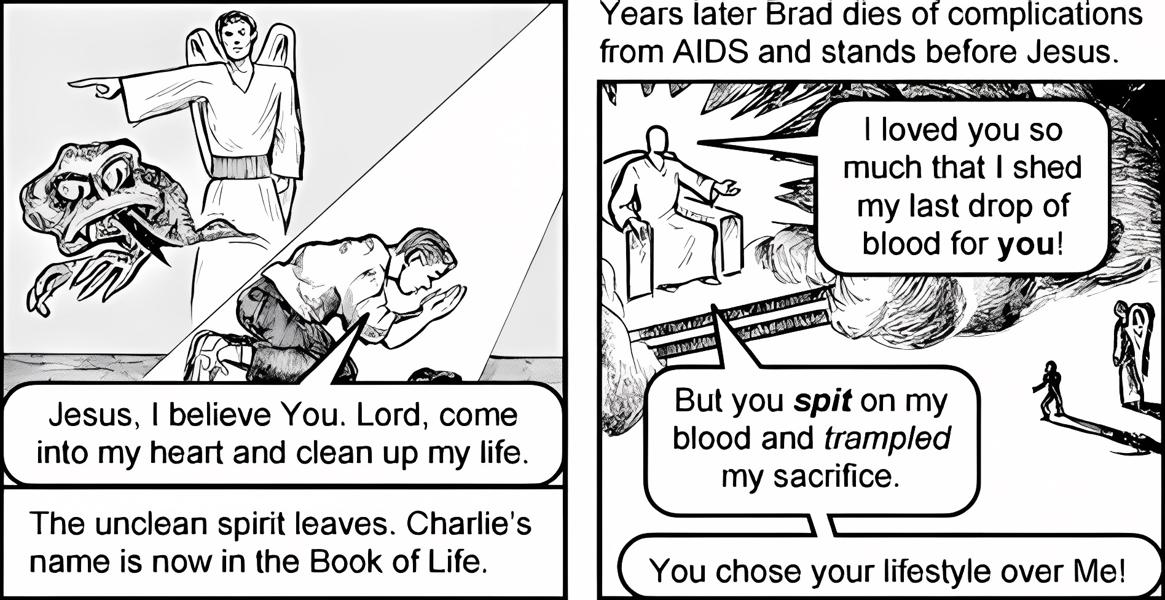 Jesus, I believe You. Lord, come
into my heart and clean up my life.
The unclean spirit leaves. Charlie's
name is now in the Book of Life.
Years later Brad dies of complications
from AIDS and stands before Jesus.
I loved you so
much that I shed
my last drop of
blood for you!
But you spit on my
blood and trampled
my sacrifice.
You chose your lifestyle over Me!